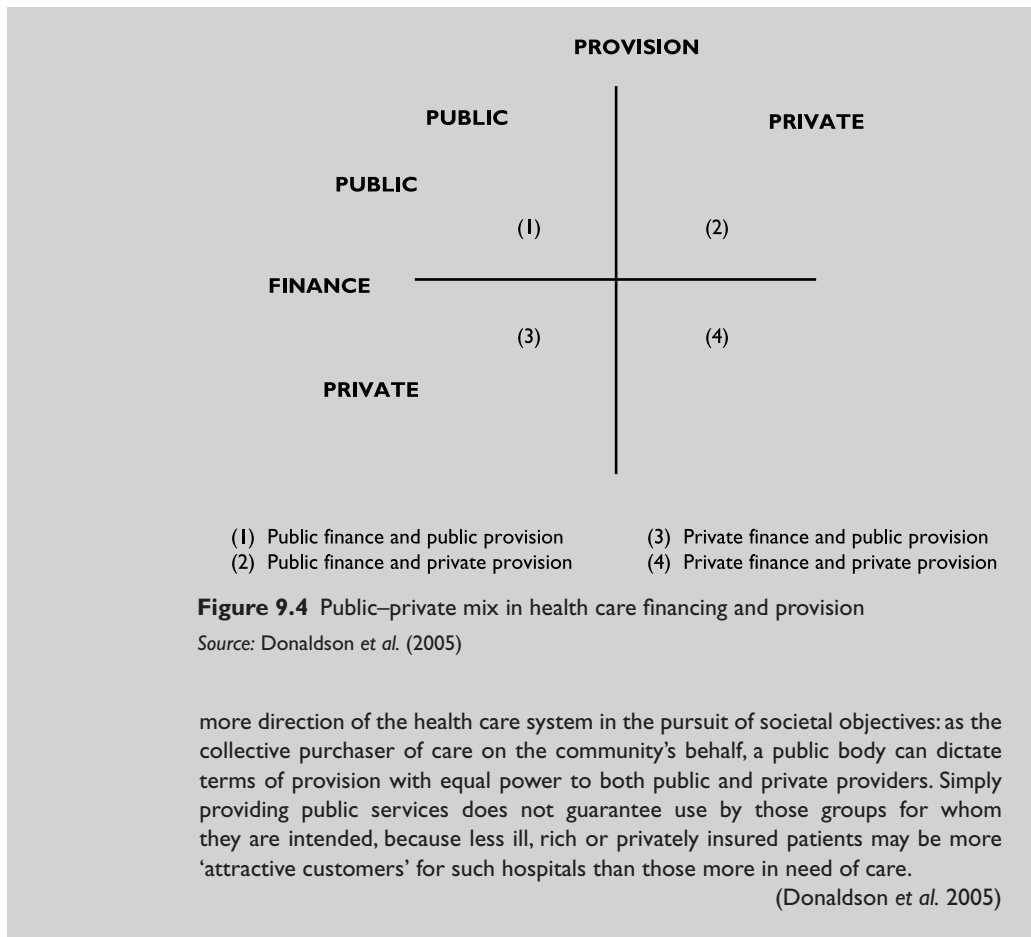 PROVISION
PUBLIC
PRIVATE
PUBLIC
(1)
(2)
FINANCE
(3)
(4)
PRIVATE
(1) Public finance and public provision
(2) Public finance and private provision
(3) Private finance and public provision
(4) Private finance and private provision
Figure 9.4 Public–private mix in health care financing and provision
Source: Donaldson et al. (2005)
more direction of the health care system in the pursuit of societal objectives: as the
collective purchaser of care on the community’s behalf, a public body can dictate
terms of provision with equal power to both public and private providers. Simply
providing public services does not guarantee use by those groups for whom
they are intended, because less ill, rich or privately insured patients may be more
‘attractive customers’ for such hospitals than those more in need of care.
(Donaldson et al. 2005)